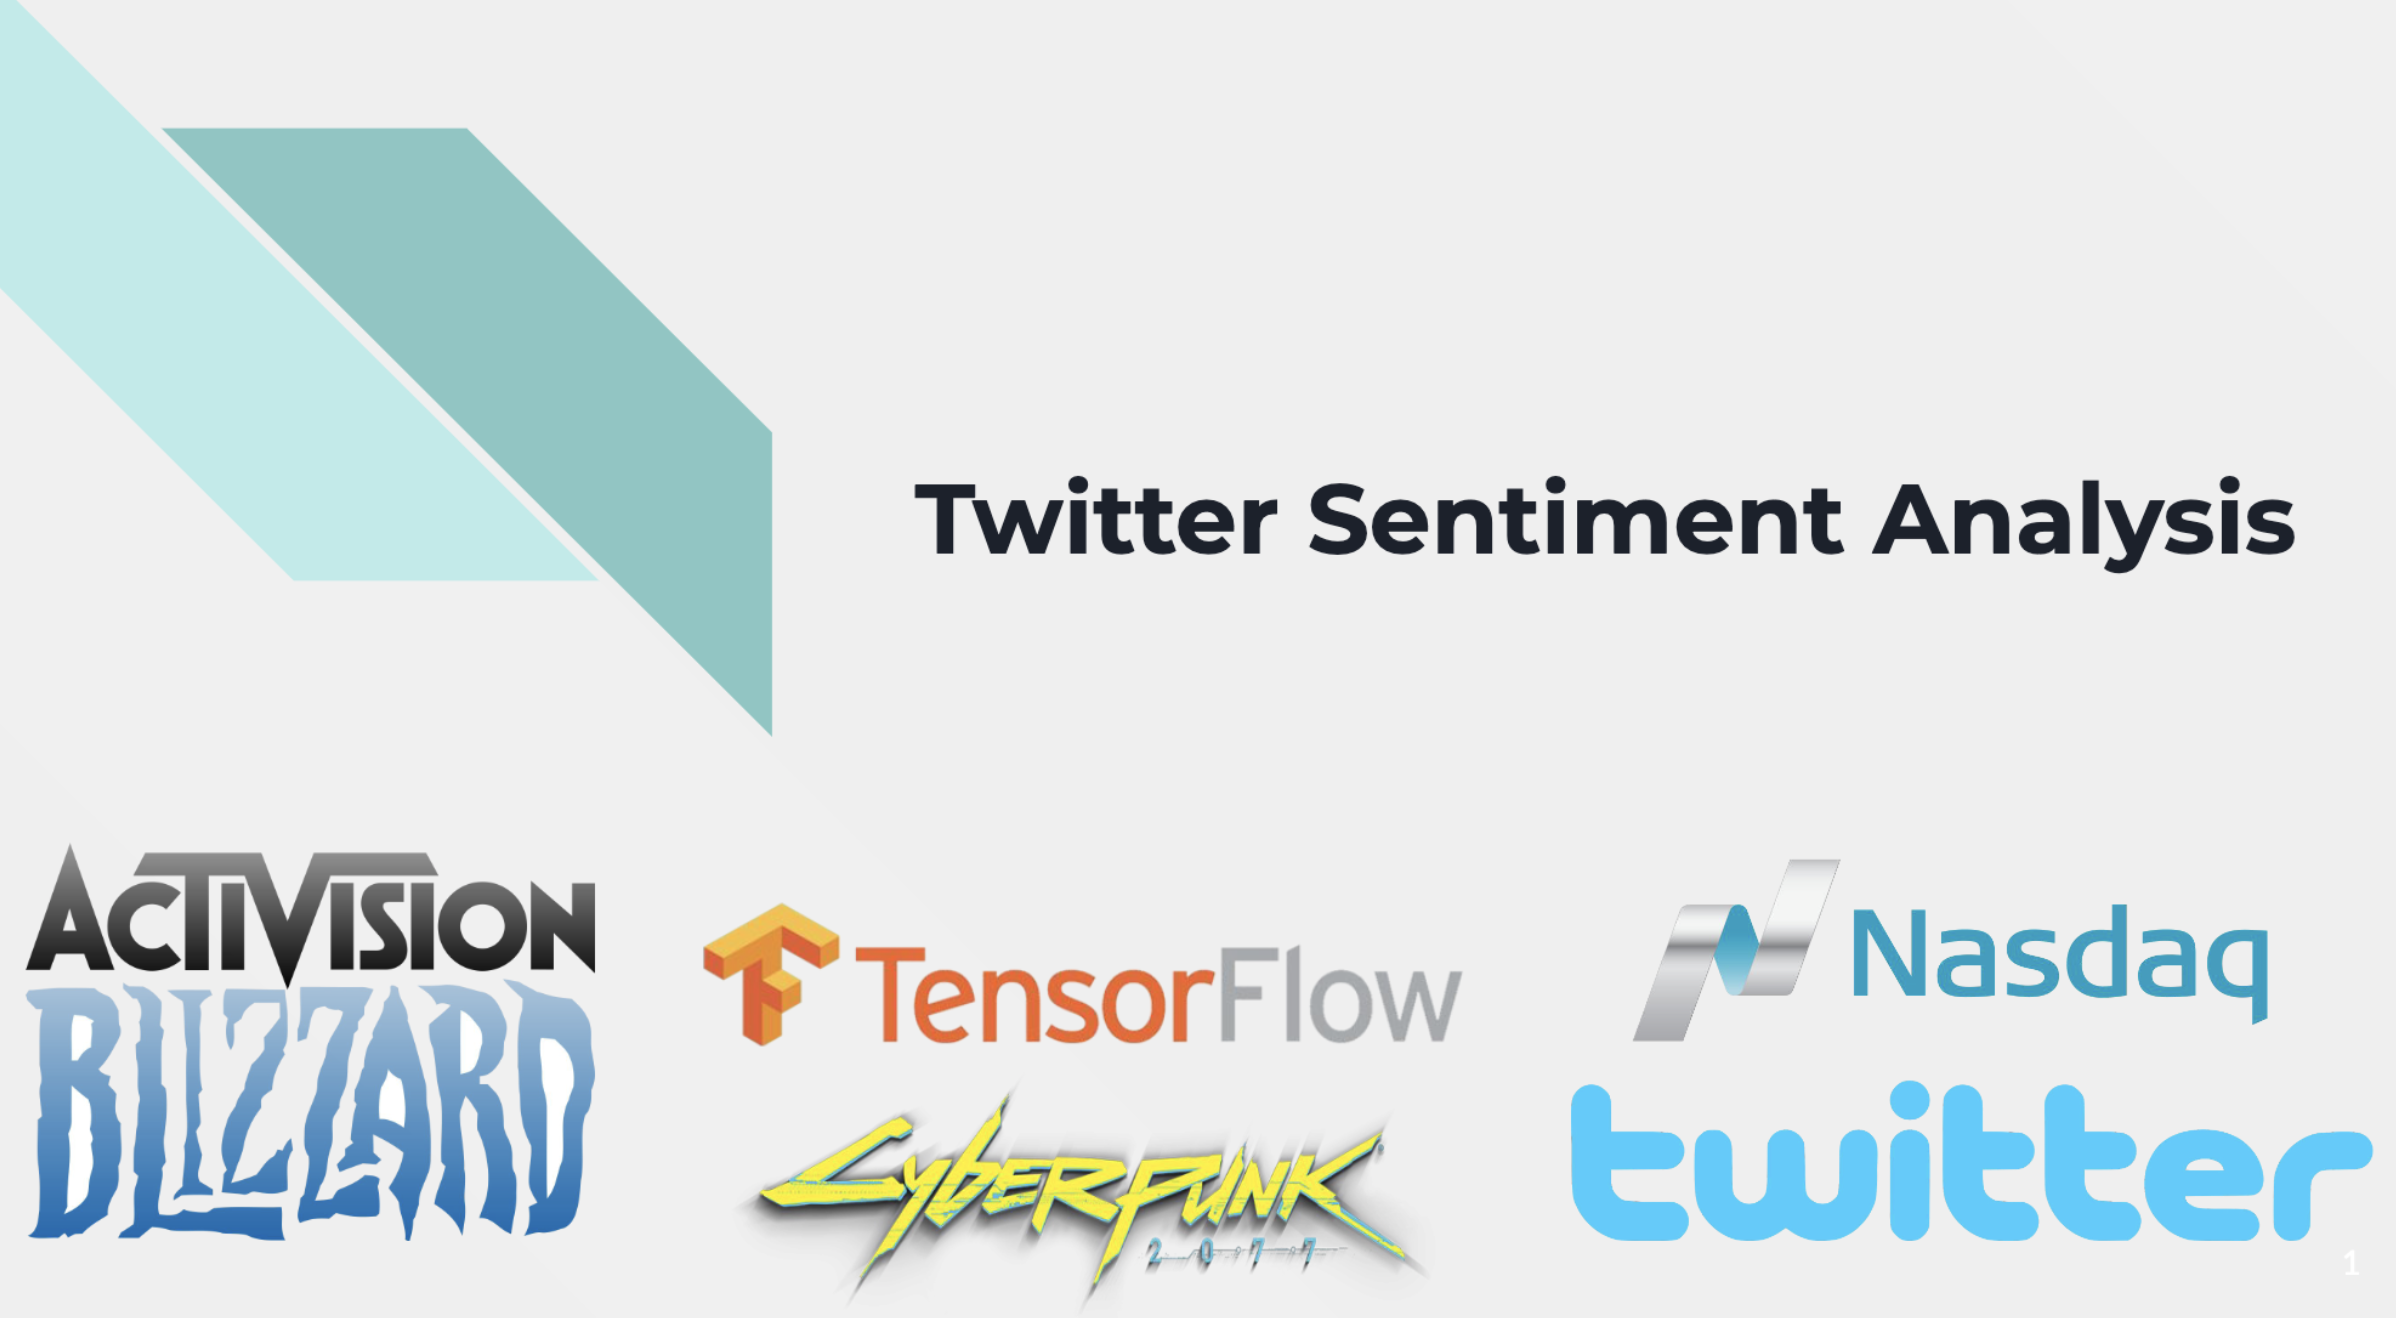 Twitter Sentiment Analysis
ACTIVISION
BLIZZARD
TensorFlow
Cyberpunk
2077
Nasdaq
twitter
1